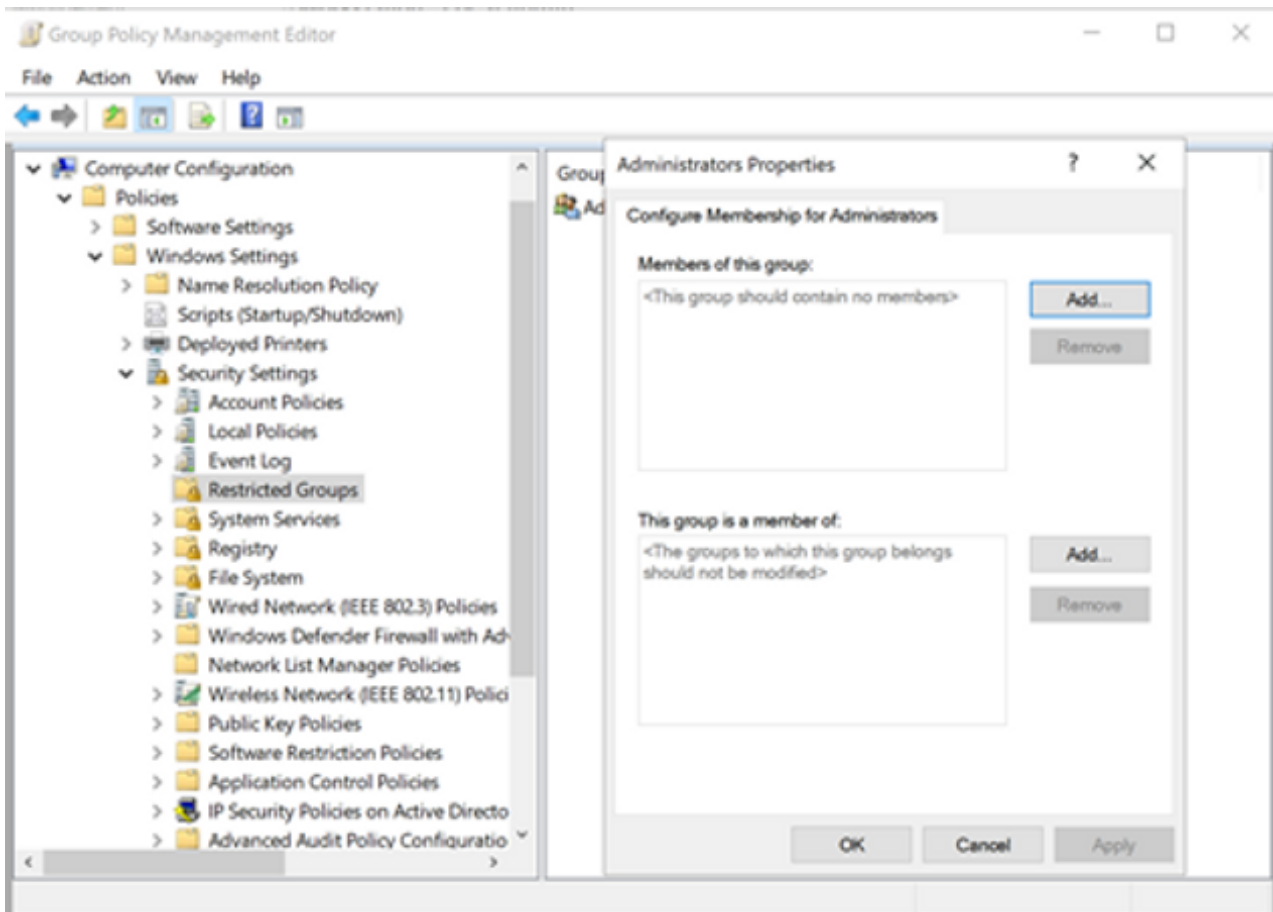 Group Policy Management Editor
File Action View Help
Computer Configuration
Policies
Software Settings
Windows Settings
Name Resolution Policy
Scripts (Startup/Shutdown)
Deployed Printers
Security Settings
Account Policies
Local Policies
Event Log
Restricted Groups
System Services
Registry
File System
Wired Network (IEEE 802.3) Policies
Windows Defender Firewall with Adv
Network List Manager Policies
Wireless Network (IEEE 802.11) Polici
Public Key Policies
Software Restriction Policies
Application Control Policies
IP Security Policies on Active Directo
Advanced Audit Policy Configuratio
Group
Ad
Administrators Properties
Configure Membership for Administrators
Members of this group:
<This group should contain no members>
Add...
Remove
This group is a member of:
<The groups to which this group belongs
should not be modified>
Add...
Remove
OK Cancel Apply